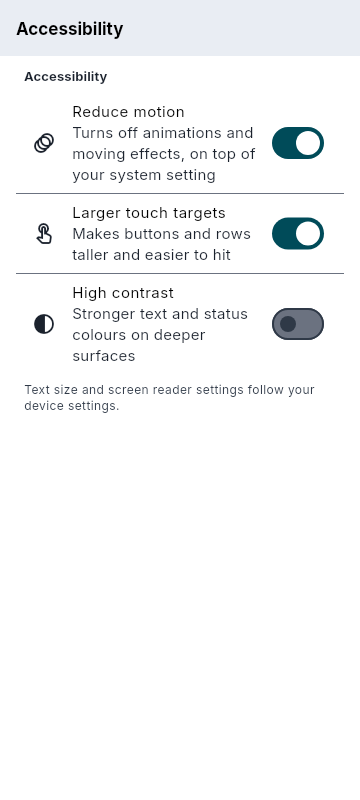 Accessibility
Accessibility
Reduce motion
Turns off animations and
moving effects, on top of
your system setting
Larger touch targets
Makes buttons and rows
taller and easier to hit
High contrast
Stronger text and status
colours on deeper
surfaces
Text size and screen reader settings follow your
device settings.